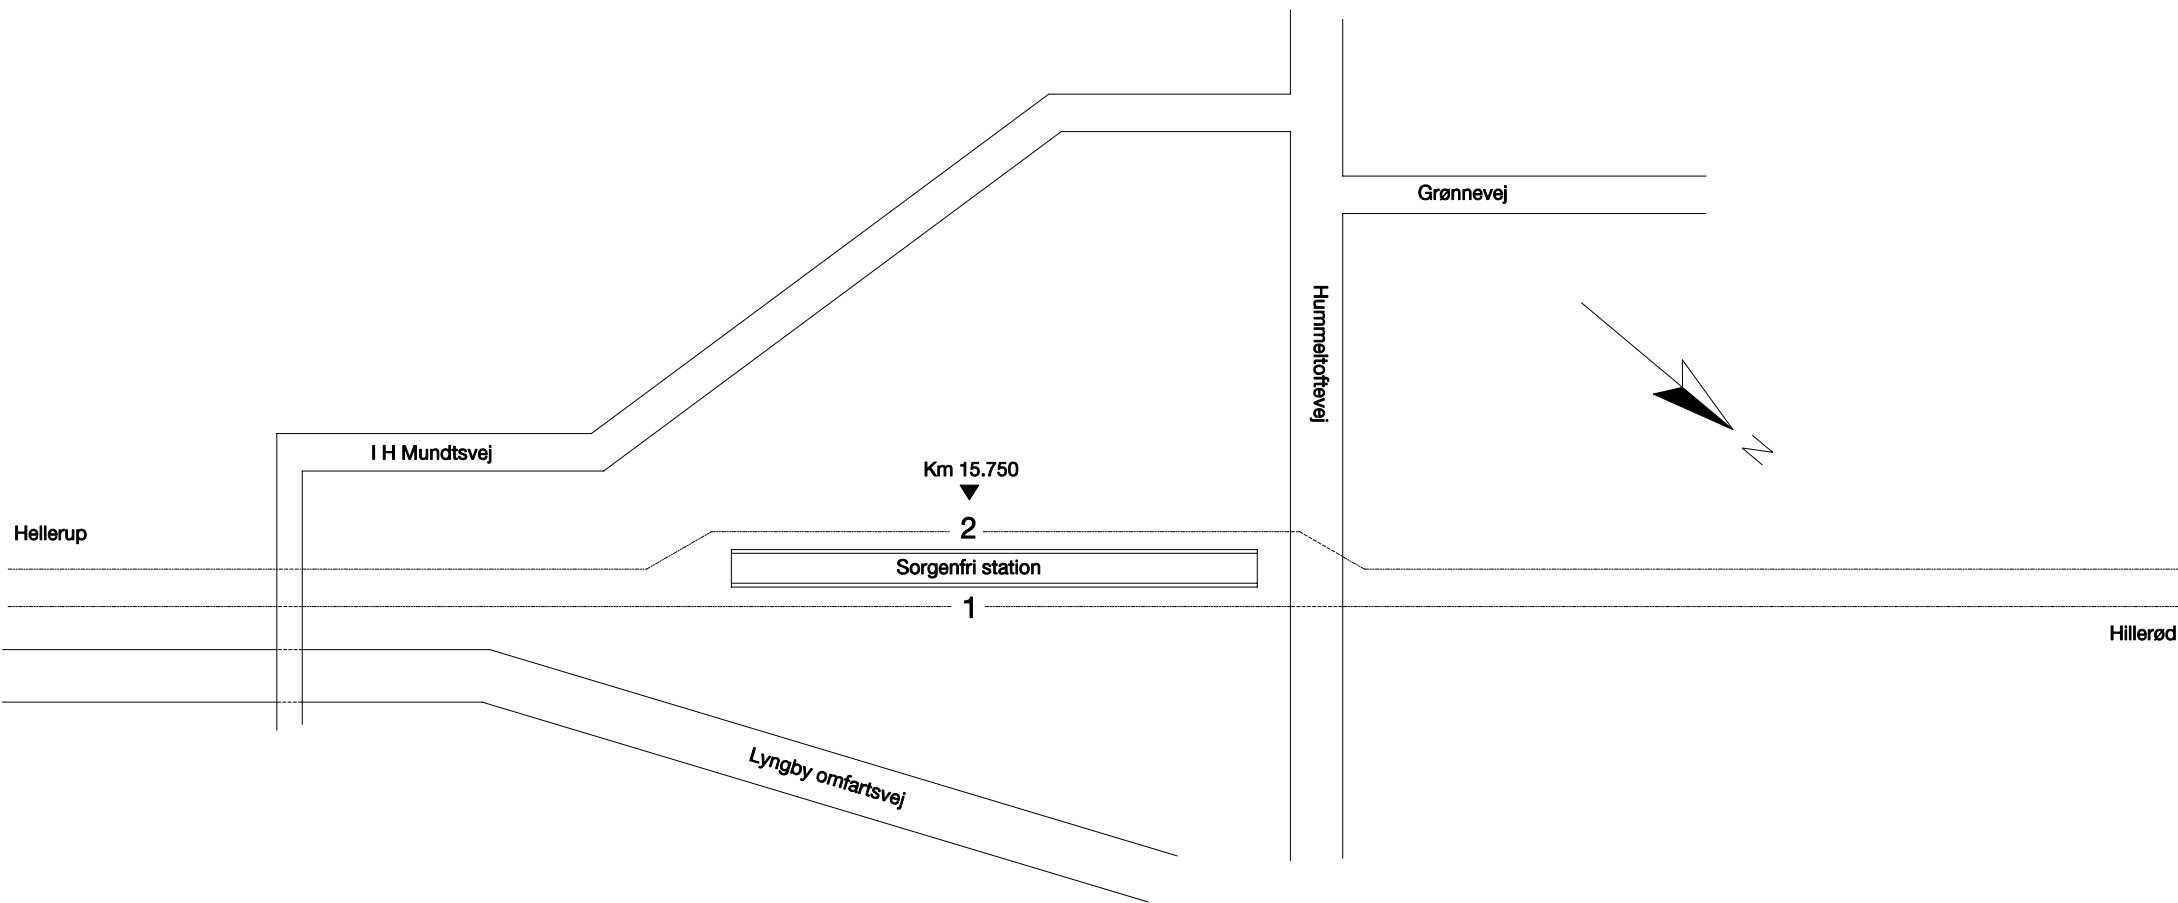 Grønnevej
Hummeltoftevej
I H Mundtsvej
Km 15.750
Hellerup
2
Sorgenfri station
1
Hillerød
Lyngby omfartsvej
N